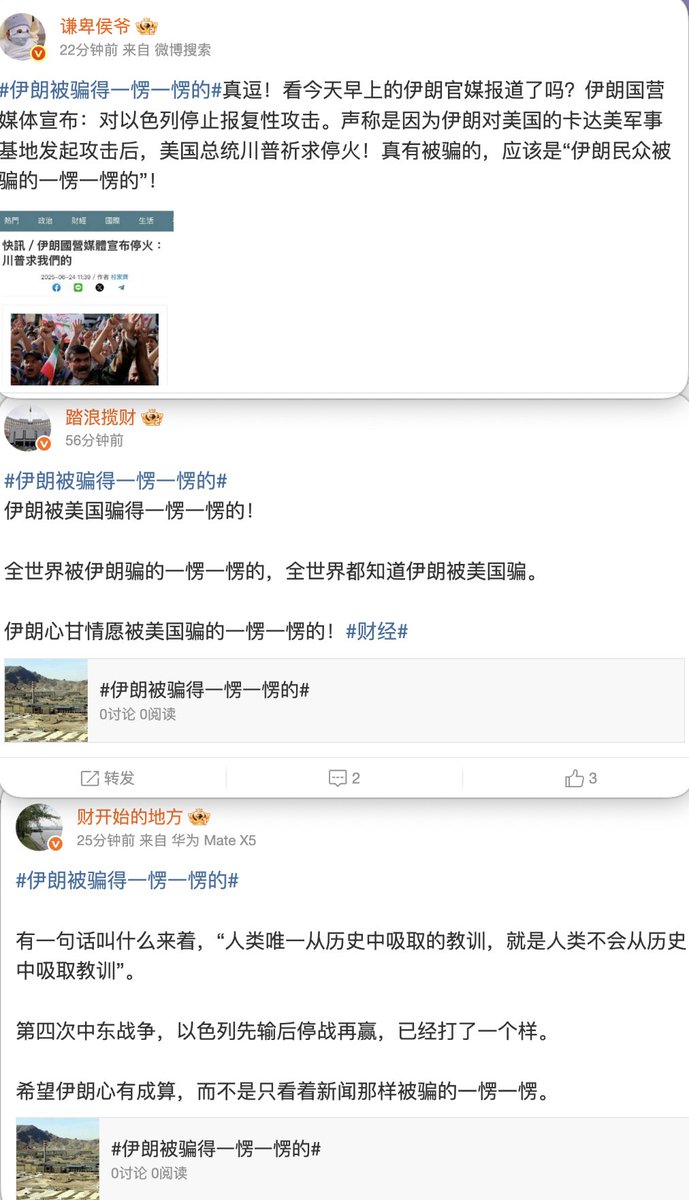 谦卑侯爷
22分钟前 来自 微博搜索
#伊朗被骗得一愣一愣的#真逗！看今天早上的伊朗官媒报道了吗？伊朗国营
媒体宣布：对以色列停止报复性攻击。声称是因为伊朗对美国的卡达美军事
基地发起攻击后，美国总统川普祈求停火！真有被骗的，应该是“伊朗民众被
骗的一愣一愣的”！
熱門 政治 財經 國際 生活
快訊 / 伊朗國營媒體宣布停火：
川普求我們的
2025-06-24 11:39 / 作者
踏浪揽财
56分钟前
#伊朗被骗得一愣一愣的#
伊朗被美国骗得一愣一愣的！
全世界被伊朗骗的一愣一愣的，全世界都知道伊朗被美国骗。
伊朗心甘情愿被美国骗的一愣一愣的！#财经#
#伊朗被骗得一愣一愣的#
0讨论 0阅读
转发 2 3
财开始的地方
25分钟前 来自 华为 Mate X5
#伊朗被骗得一愣一愣的#
有一句话叫什么来着，“人类唯一从历史中吸取的教训，就是人类不会从历史
中吸取教训”。
第四次中东战争，以色列先输后停战再赢，已经打了一个样。
希望伊朗心有成算，而不是只看着新闻那样被骗的一愣一愣。
#伊朗被骗得一愣一愣的#
0讨论 0阅读